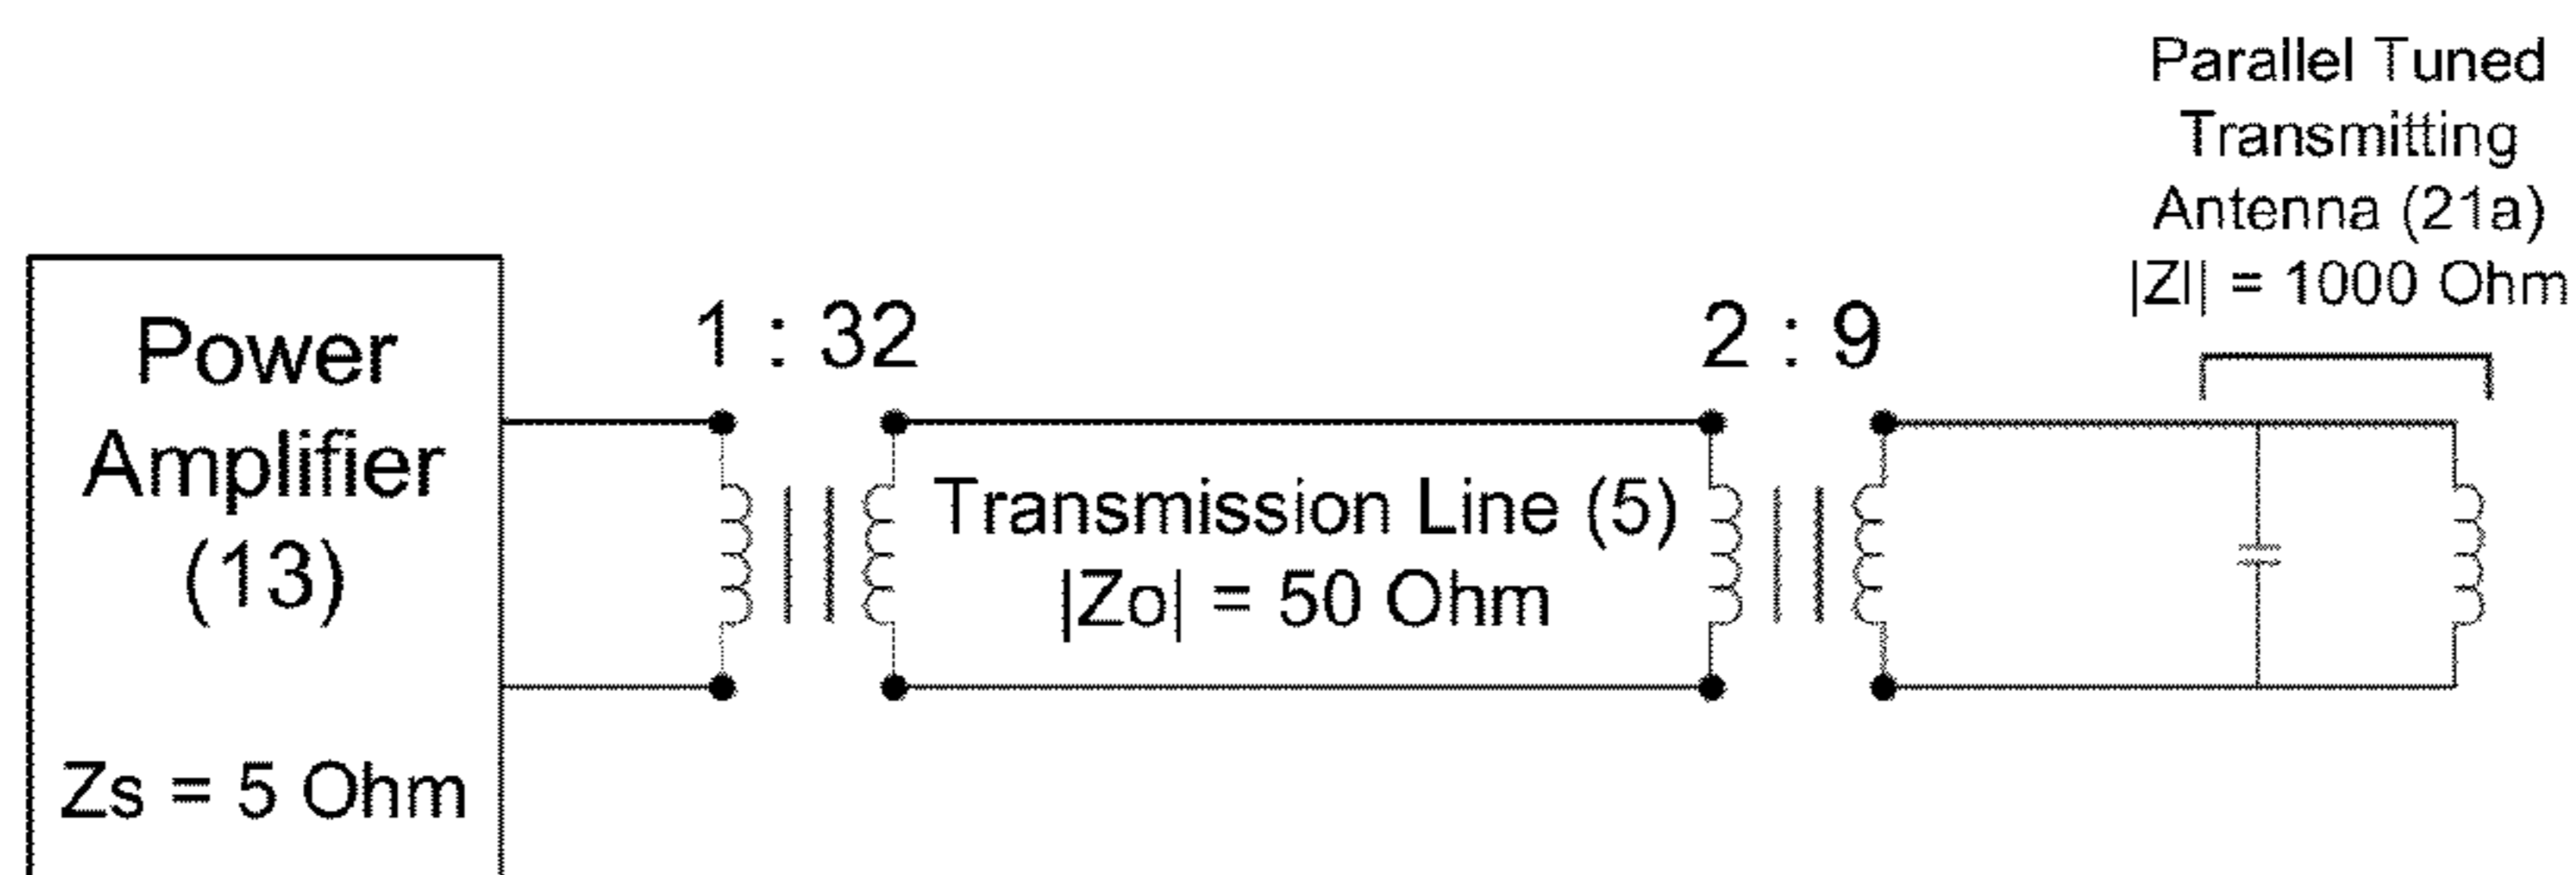 Parallel Tuned
Transmitting
Antenna (21a)
|Zl| = 1000 Ohm
1 : 32
2 : 9
Power
Amplifier
(13)
Zs = 5 Ohm
Transmission Line (5)
|Zo| = 50 Ohm